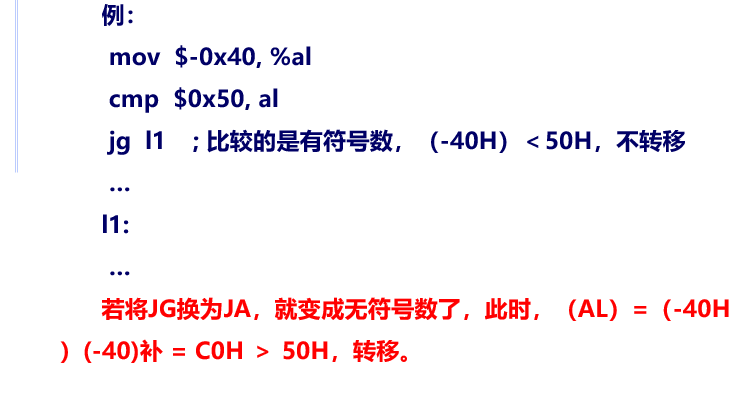 例：
mov $-0x40, %al
cmp $0x50, al
jg l1 ; 比较的是有符号数，（-40H）＜50H，不转移
…
l1:
…
若将JG换为JA，就变成无符号数了，此时，（AL）=（-40H
）(-40)补 = C0H ＞ 50H，转移。